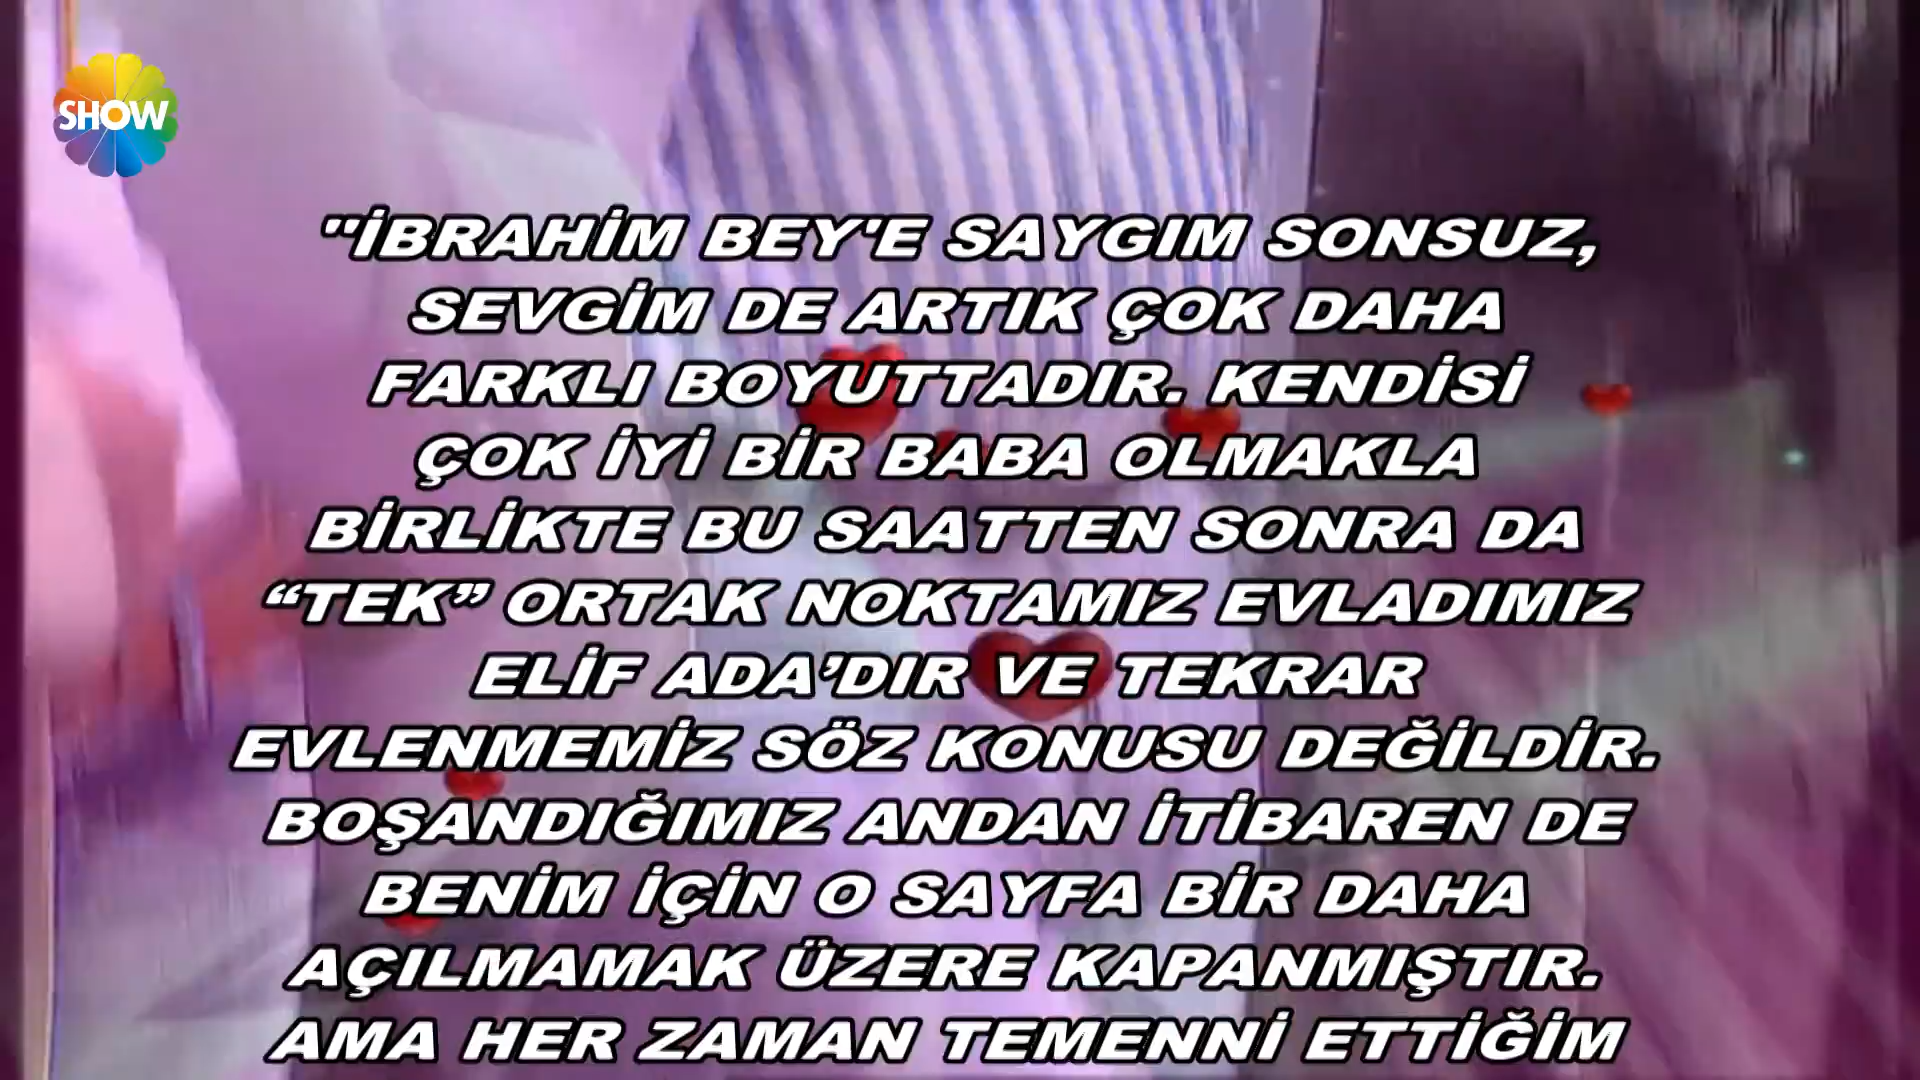 SHOW
"İBRAHİM BEY'E SAYGIM SONSUZ,
SEVGİM DE ARTIK ÇOK DAHA
FARKLI BOYUTTADIR. KENDİSİ
ÇOK İYİ BİR BABA OLMAKLA
BİRLİKTE BU SAATTEN SONRA DA
“TEK” ORTAK NOKTAMIZ EVLADIMIZ
ELİF ADA’DIR VE TEKRAR
EVLENMEMİZ SÖZ KONUSU DEĞİLDİR.
BOŞANDIĞIMIZ ANDAN İTİBAREN DE
BENİM İÇİN O SAYFA BİR DAHA
AÇILMAMAK ÜZERE KAPANMIŞTIR.
AMA HER ZAMAN TEMENNİ ETTİĞİM